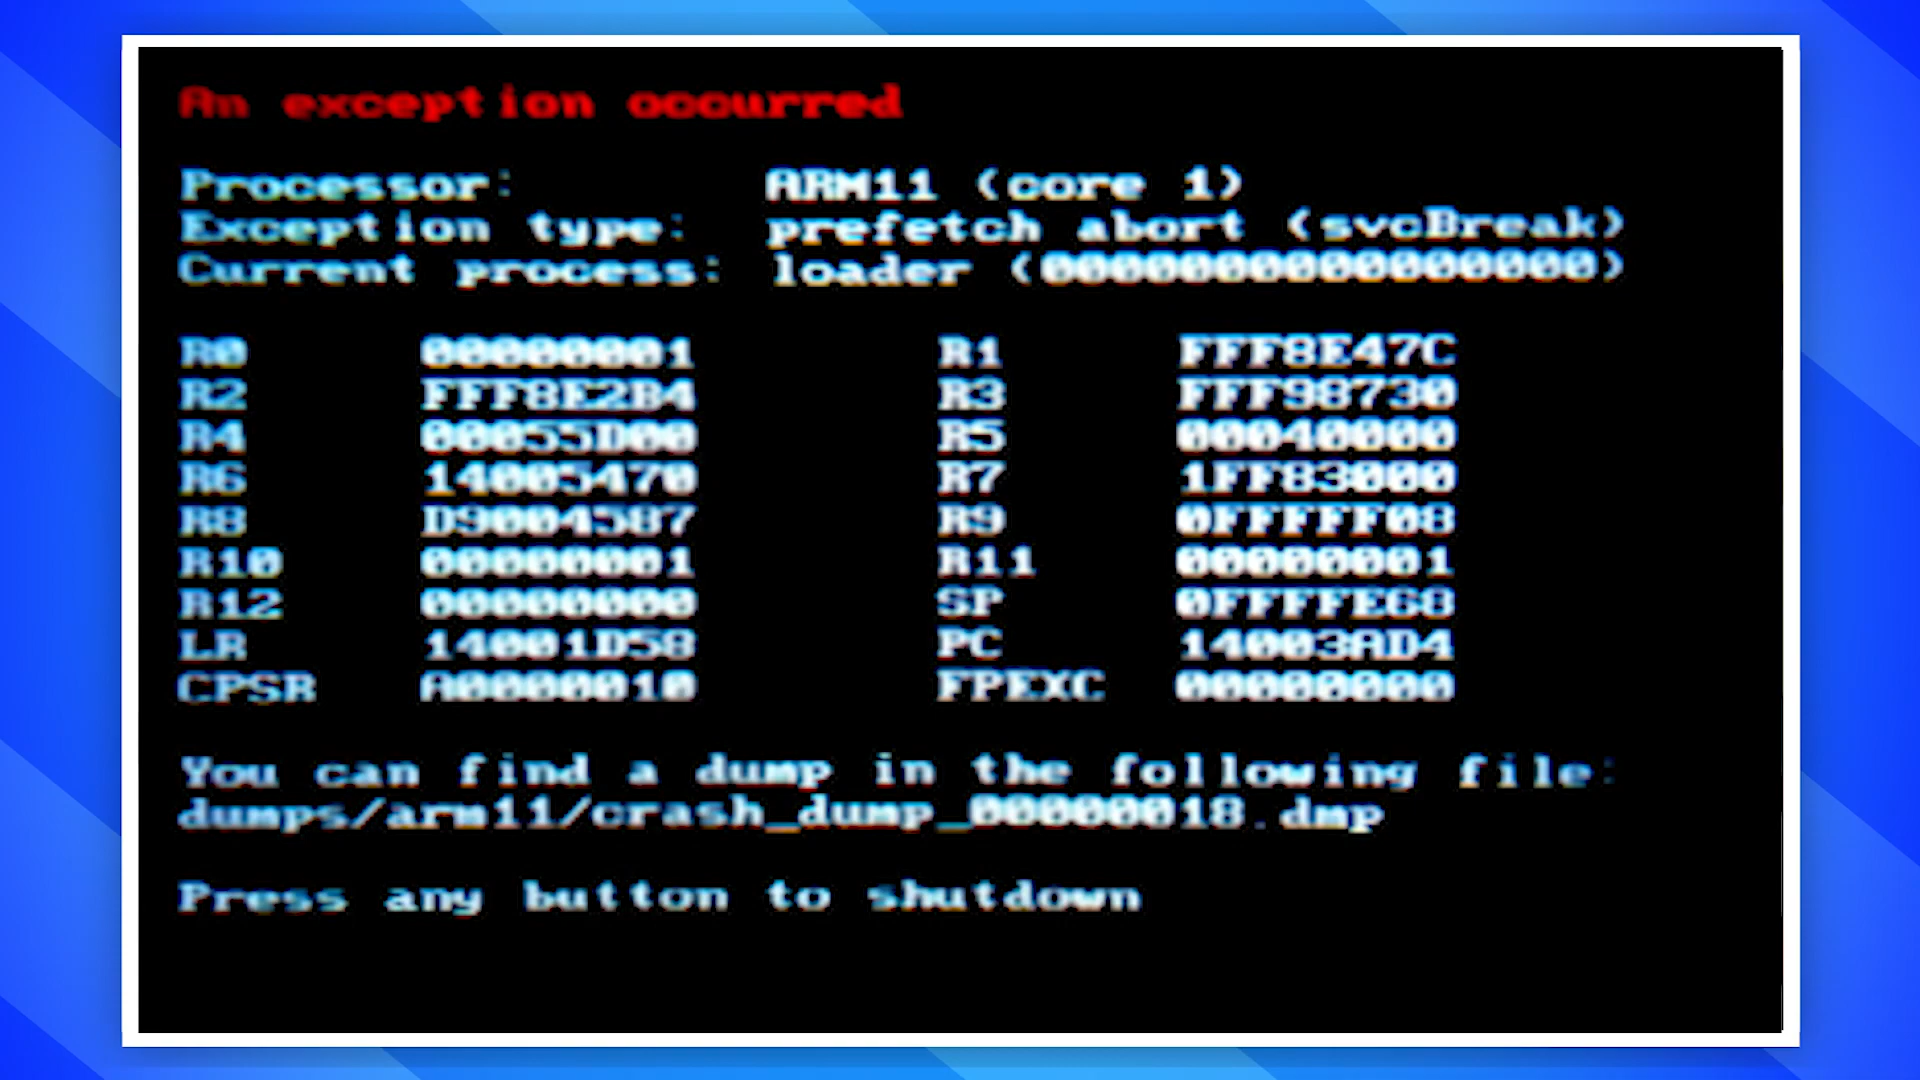 An exception occurred
Processor: ARM11 (core 1)
Exception type: prefetch abort (svcBreak)
Current process: loader (0000000000000000)
R0 00000001 R1 FFF8E47C
R2 FFF8E2B4 R3 FFF98730
R4 00055D00 R5 00040000
R6 14005470 R7 1FF83000
R8 D9004587 R9 0FFFFF08
R10 00000001 R11 00000001
R12 00000000 SP 0FFFFE68
LR 14001D58 PC 14003AD4
CPSR A0000010 FPEXC 00000000
You can find a dump in the following file:
dumps/arm11/crash_dump_00000018.dmp
Press any button to shutdown